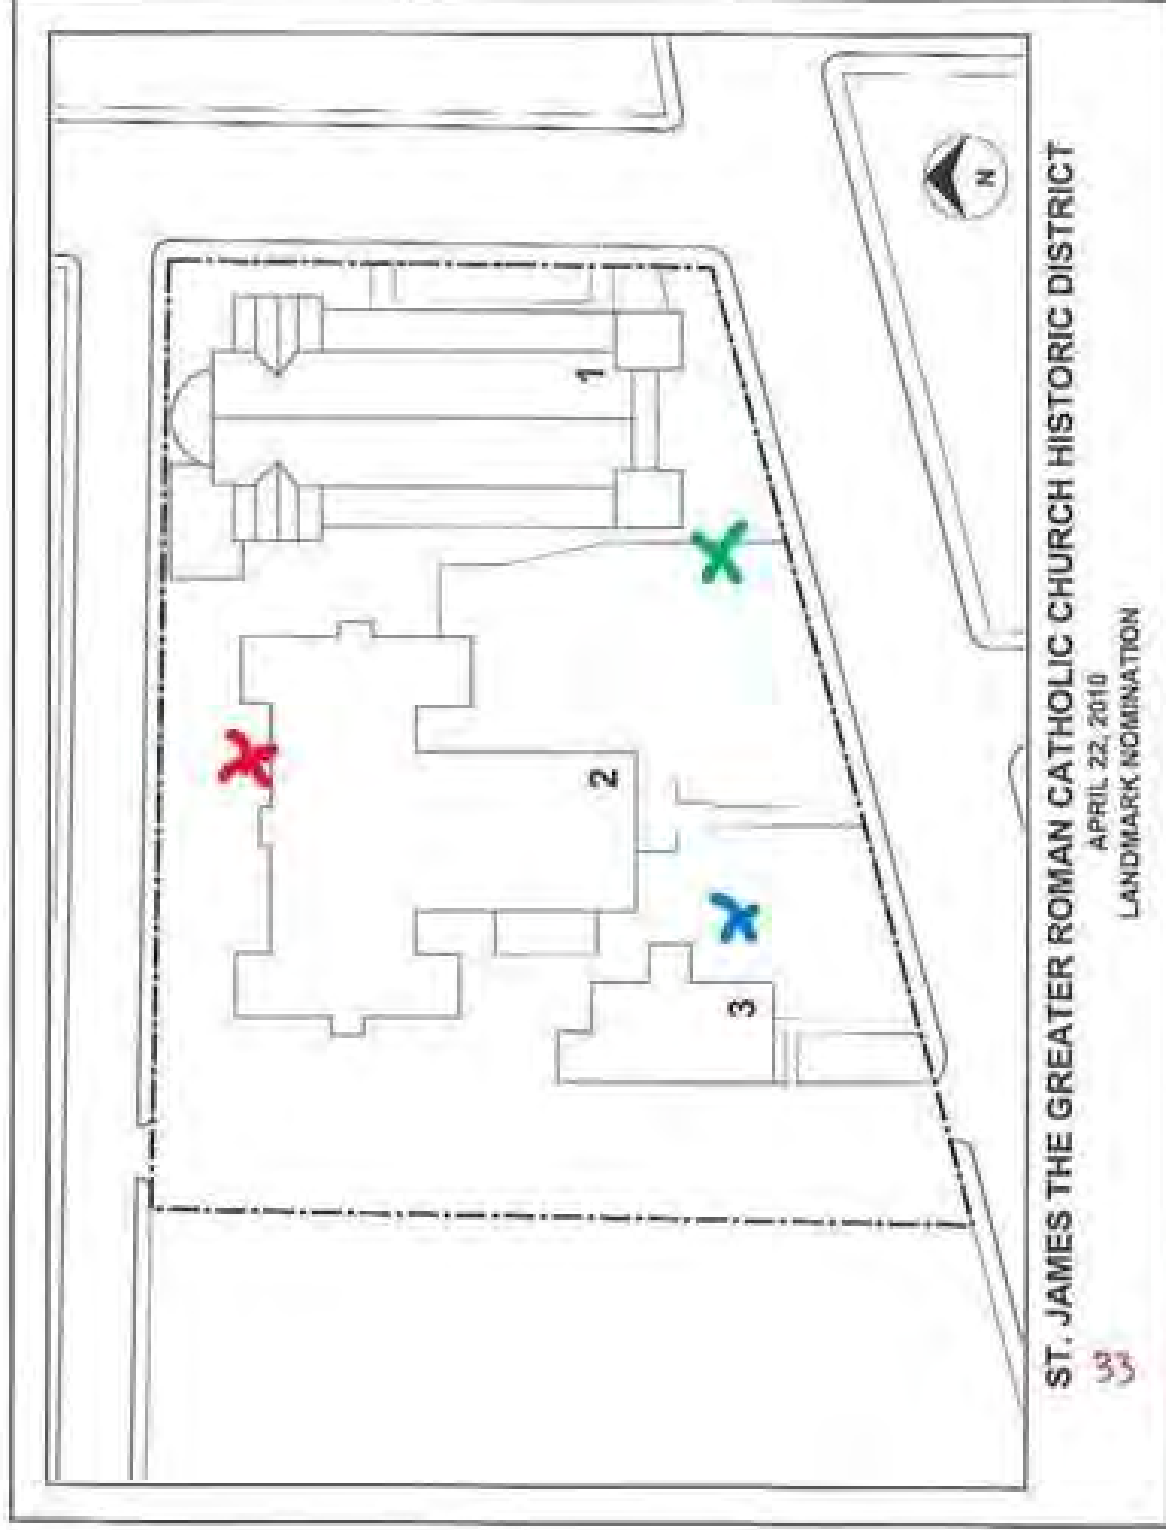 N
1
2
3
ST. JAMES THE GREATER ROMAN CATHOLIC CHURCH HISTORIC DISTRICT
APRIL 22, 2010
LANDMARK NOMINATION
33